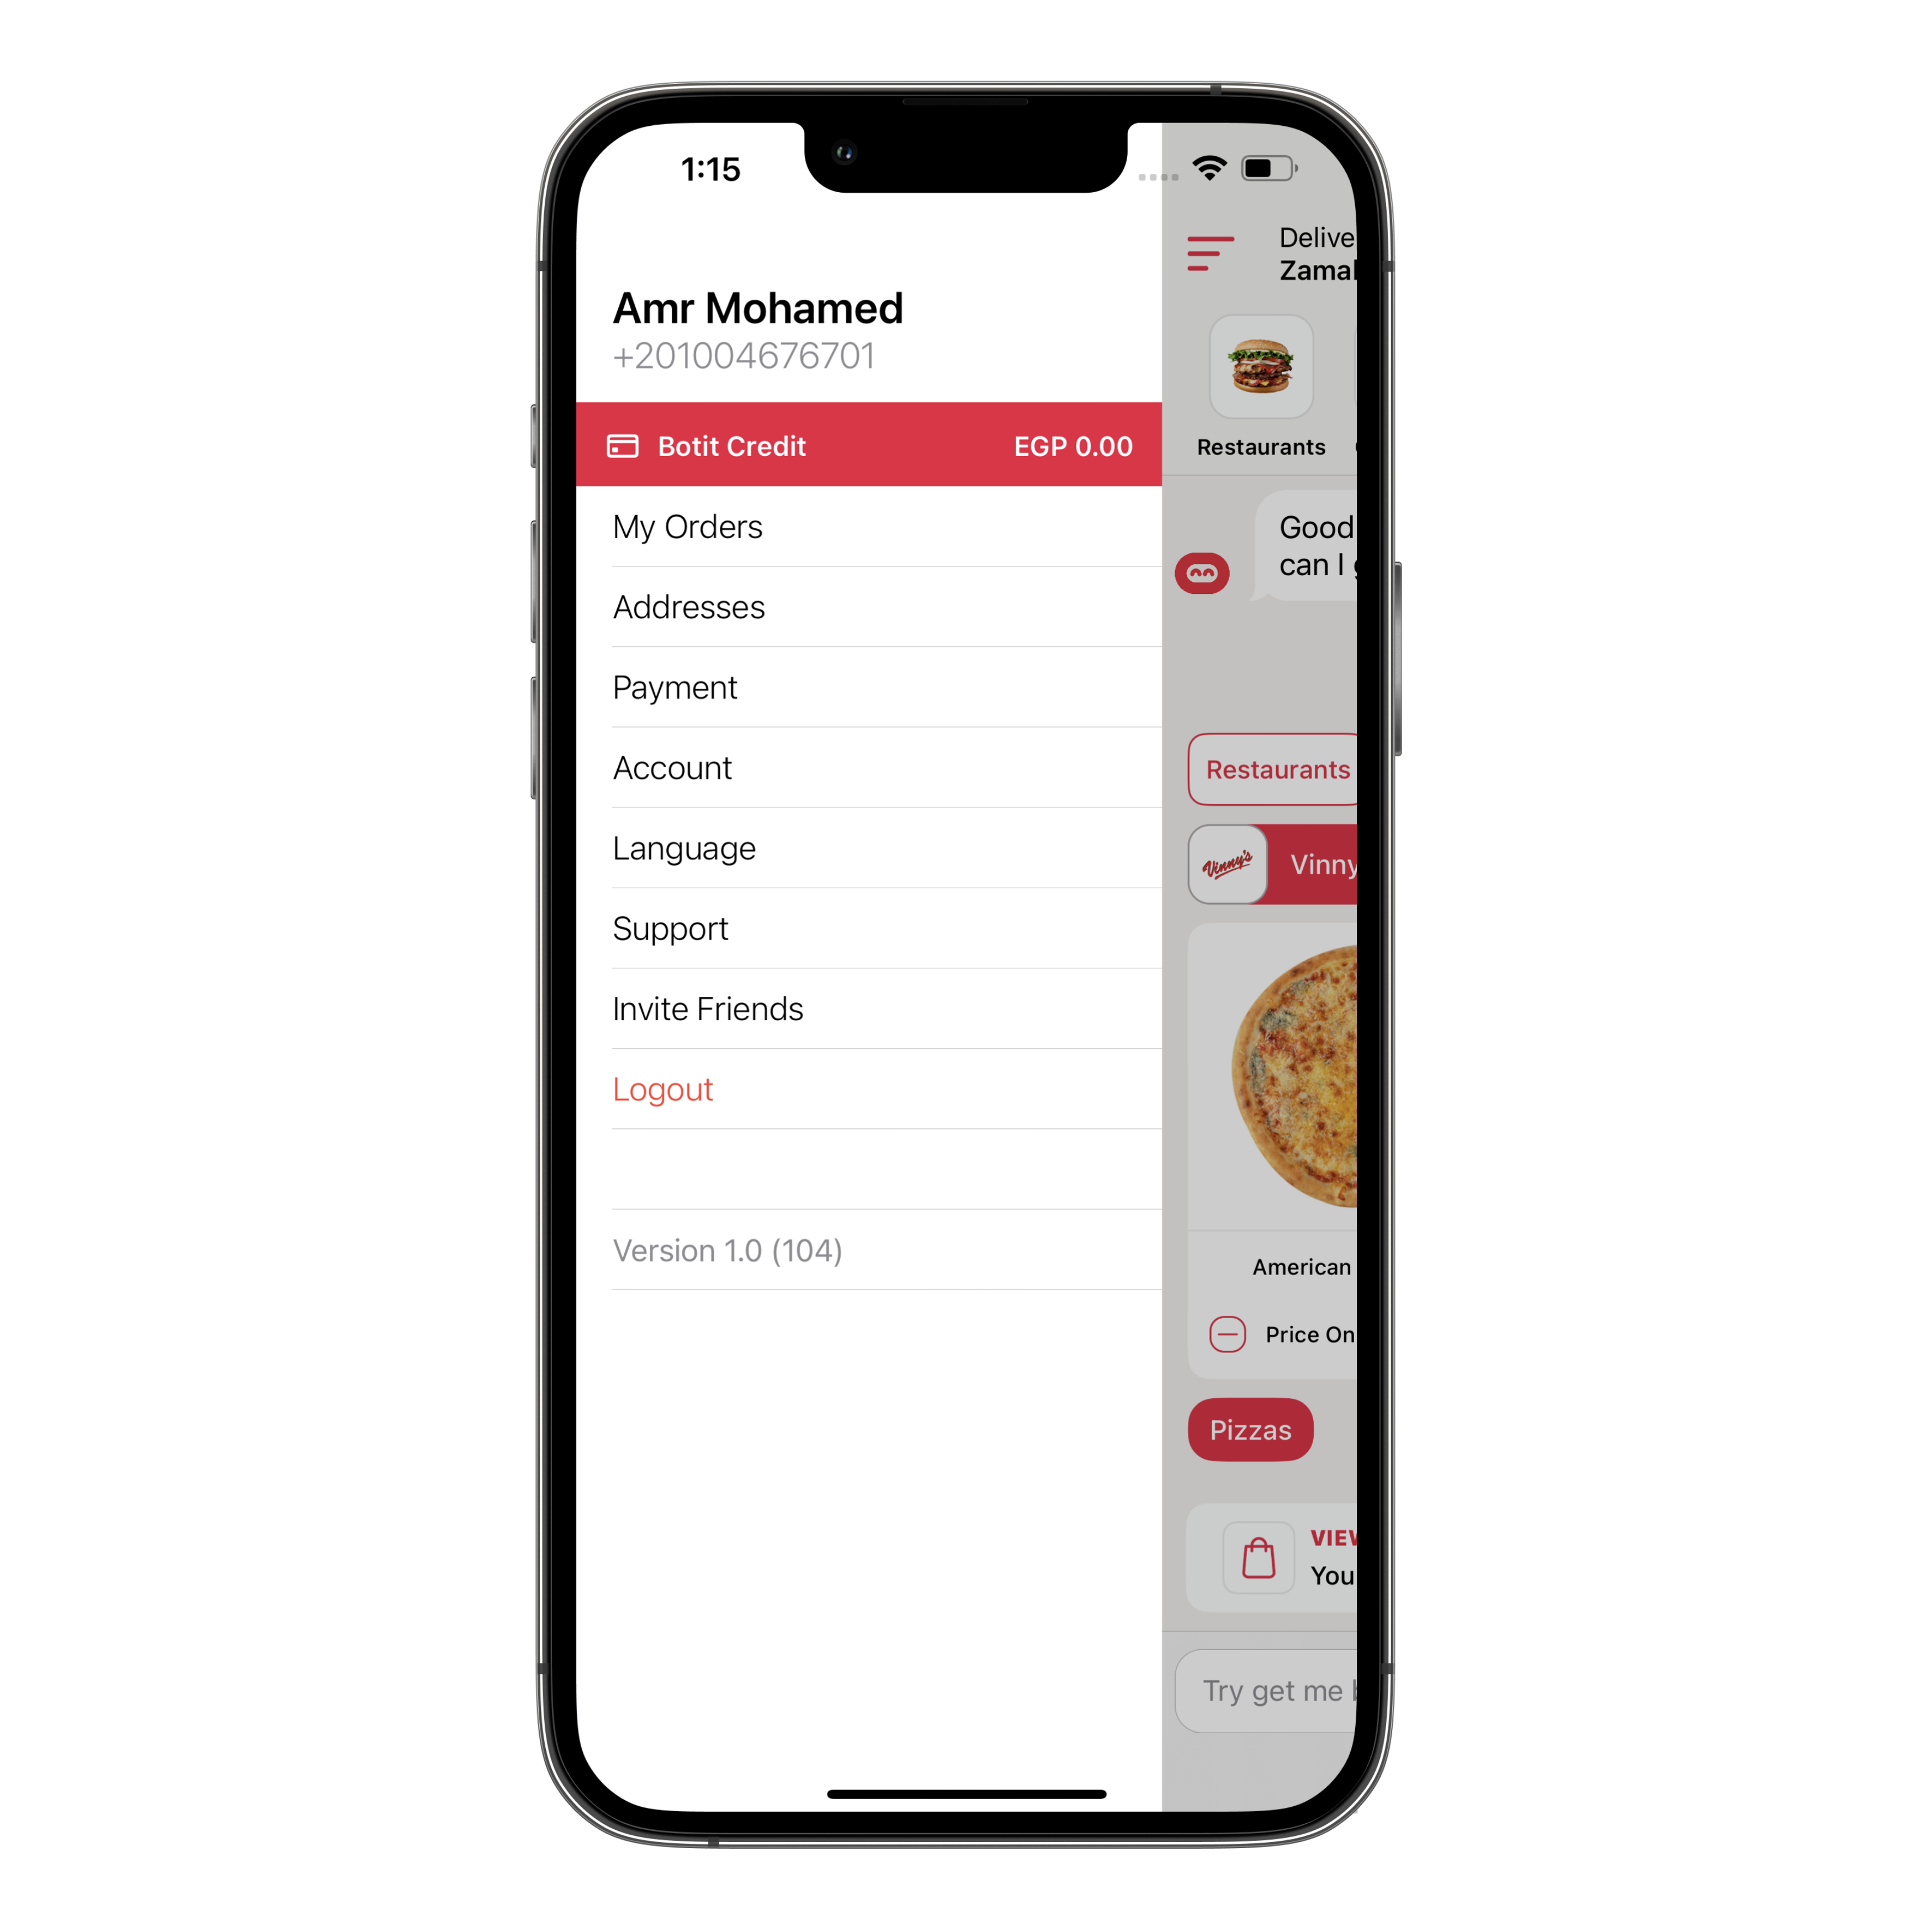 1:15
Amr Mohamed
+201004676701
Botit Credit
EGP 0.00
My Orders
Addresses
Payment
Account
Language
Support
Invite Friends
Logout
Version 1.0 (104)
Delive
Zamal
Restaurants
Good
can I
Restaurants
Vinny's
Vinny
American
Price On
Pizzas
VIEW
You
Try get me